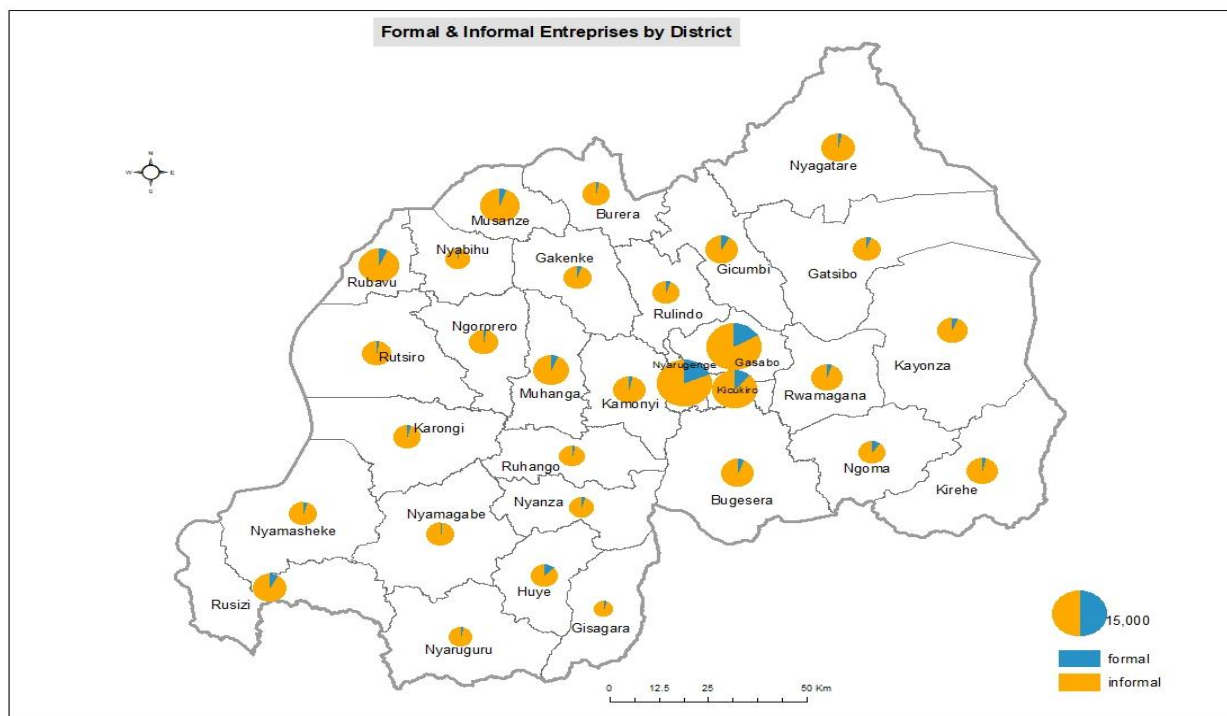 Formal & Informal Entreprises by District
N
W E
S
Nyagatare
Burera
Musanze
Nyabihu
Gakenke
Gicumbi
Gatsibo
Rubavu
Rulindo
Ngororero
Rutsiro
Nyarugenge
Gasabo
Kayonza
Muhanga
Kamonyi
Kicukiro
Rwamagana
Karongi
Ruhango
Ngoma
Kirehe
Bugesera
Nyanza
Nyamagabe
Nyamasheke
Huye
Rusizi
Gisagara
Nyaruguru
15,000
formal
informal
0 12.5 25 50 Km